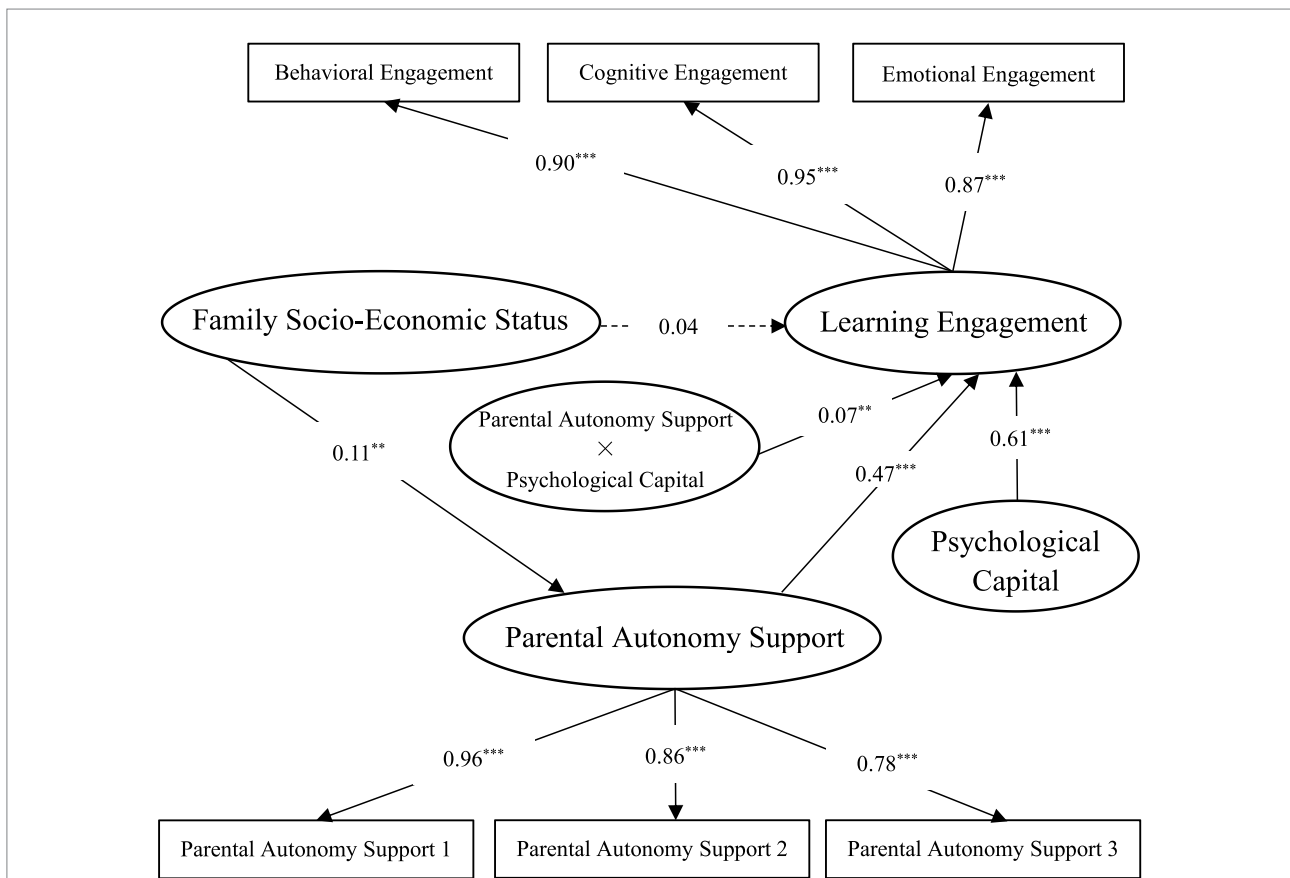 Behavioral Engagement
Cognitive Engagement
Emotional Engagement
0.90***
0.95***
0.87***
Family Socio-Economic Status
0.04
Learning Engagement
Parental Autonomy Support
×
Psychological Capital
0.07**
0.61***
0.11**
0.47***
Psychological
Capital
Parental Autonomy Support
0.96***
0.86***
0.78***
Parental Autonomy Support 1
Parental Autonomy Support 2
Parental Autonomy Support 3